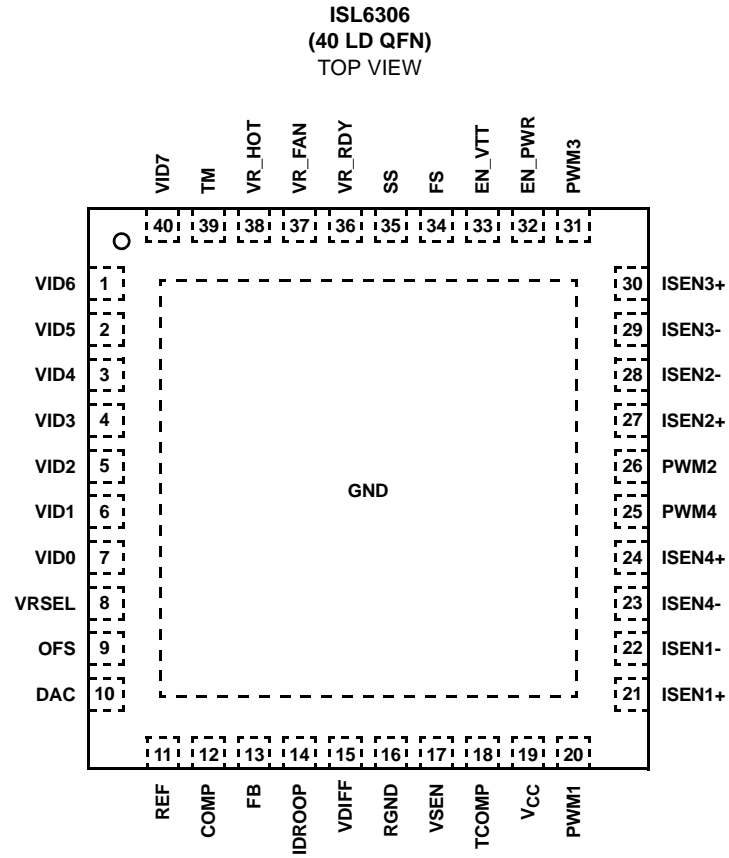 ISL6306
(40 LD QFN)
TOP VIEW
VID7
TM
VR_HOT
VR_FAN
VR_RDY
SS
FS
EN_VTT
EN_PWR
PWM3
40 39 38 37 36 35 34 33 32 31
VID6 1
VID5 2
VID4 3
VID3 4
VID2 5
VID1 6
VID0 7
VRSEL 8
OFS 9
DAC 10
GND
30 ISEN3+
29 ISEN3-
28 ISEN2-
27 ISEN2+
26 PWM2
25 PWM4
24 ISEN4+
23 ISEN4-
22 ISEN1-
21 ISEN1+
11 12 13 14 15 16 17 18 19 20
REF
COMP
FB
IDROOP
VDIFF
RGND
VSEN
TCOMP
VCC
PWM1